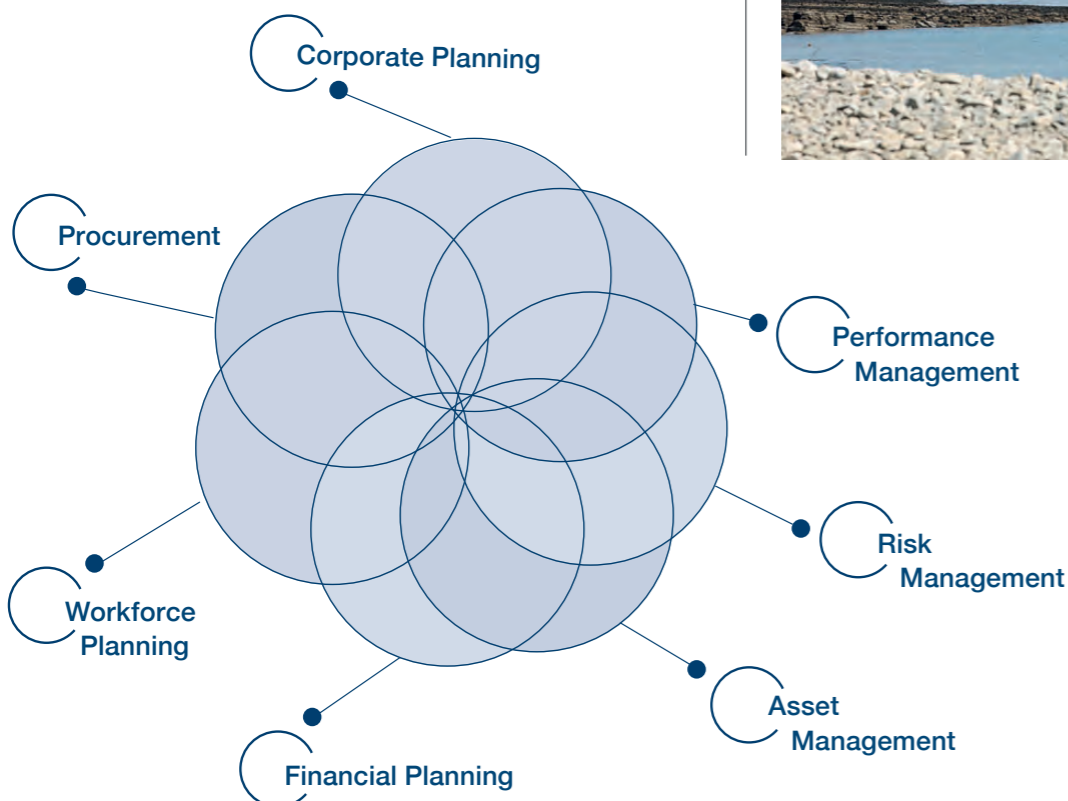 Corporate Planning
Procurement
Performance
Management
Risk
Management
Workforce
Planning
Asset
Management
Financial Planning